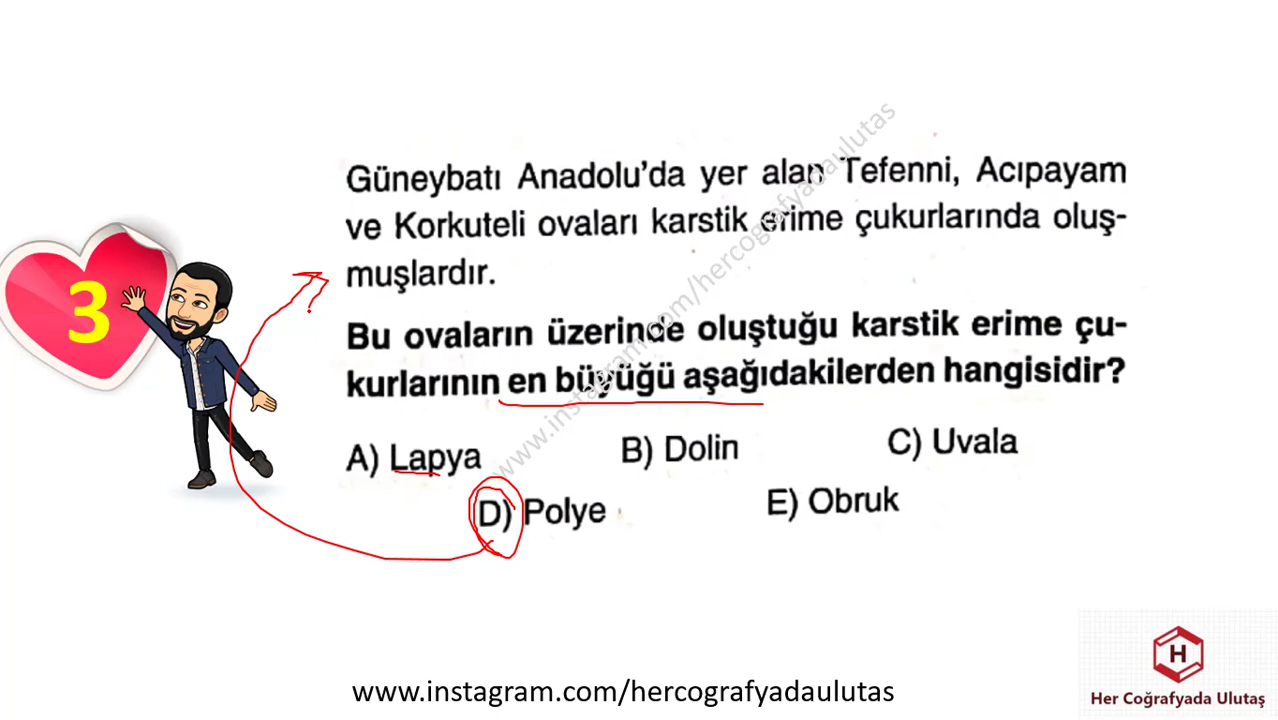 Güneybatı Anadolu'da yer alan Tefenni, Acıpayam
ve Korkuteli ovaları karstik erime çukurlarında oluş-
muşlardır.
3
Bu ovaların üzerinde oluştuğu karstik erime çu-
kurlarının en büyüğü aşağıdakilerden hangisidir?
A) Lapya B) Dolin C) Uvala
D) Polye E) Obruk
www.instagram.com/hercografyadaulutas
H
Her Coğrafyada Ulutaş
www.instagram.com/hercografyadaulutas